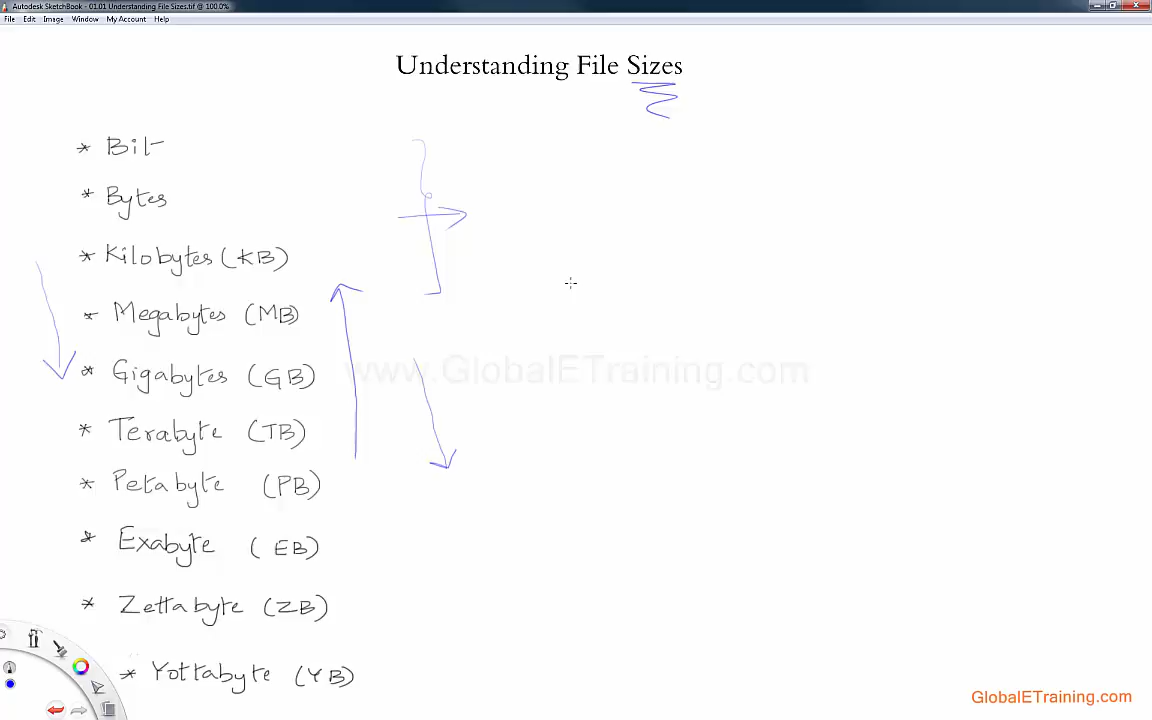 Autodesk SketchBook - 01.01 Understanding File Sizes.tif @ 100.0%
File Edit Image Window My Account Help
Understanding File Sizes
* Bit
* Bytes
* Kilobytes (KB)
* Megabytes (MB)
* Gigabytes (GB)
www.GlobalETraining.com
* Terabyte (TB)
* Petabyte (PB)
* Exabyte (EB)
* Zettabyte (ZB)
* Yottabyte (YB)
GlobalETraining.com